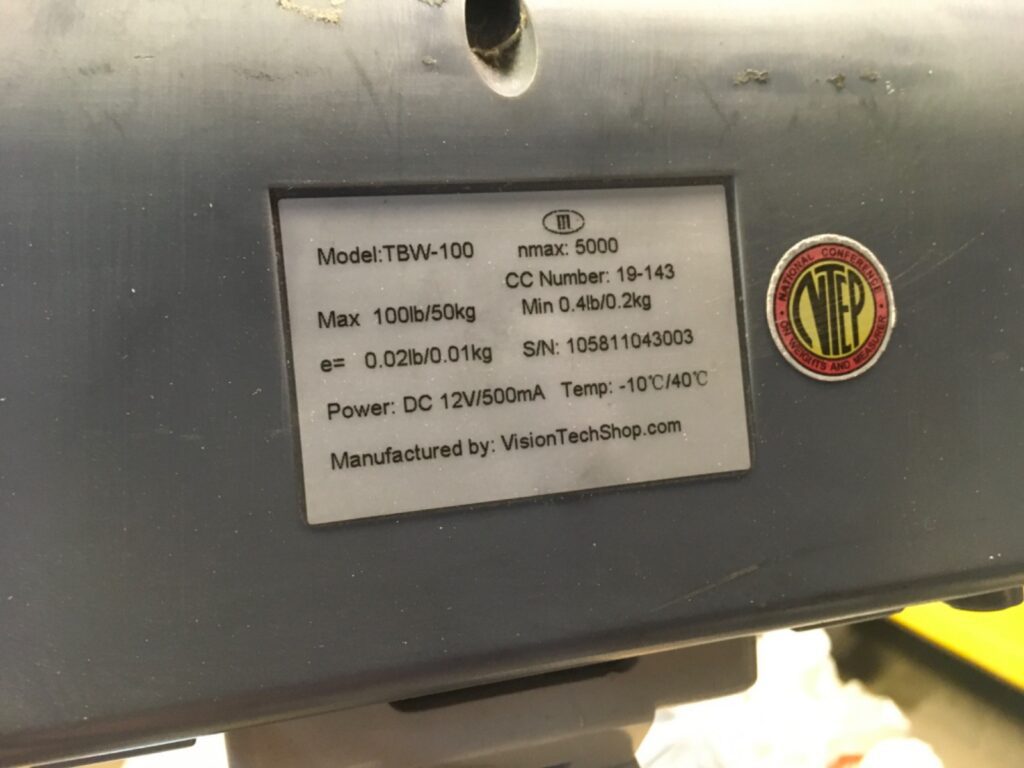 III
Model:TBW-100 nmax: 5000
CC Number: 19-143
Max 100lb/50kg Min 0.4lb/0.2kg
e= 0.02lb/0.01kg S/N: 105811043003
Power: DC 12V/500mA Temp: -10℃/40℃
Manufactured by: VisionTechShop.com
NATIONAL CONFERENCE
NTEP
ON WEIGHTS AND MEASURES